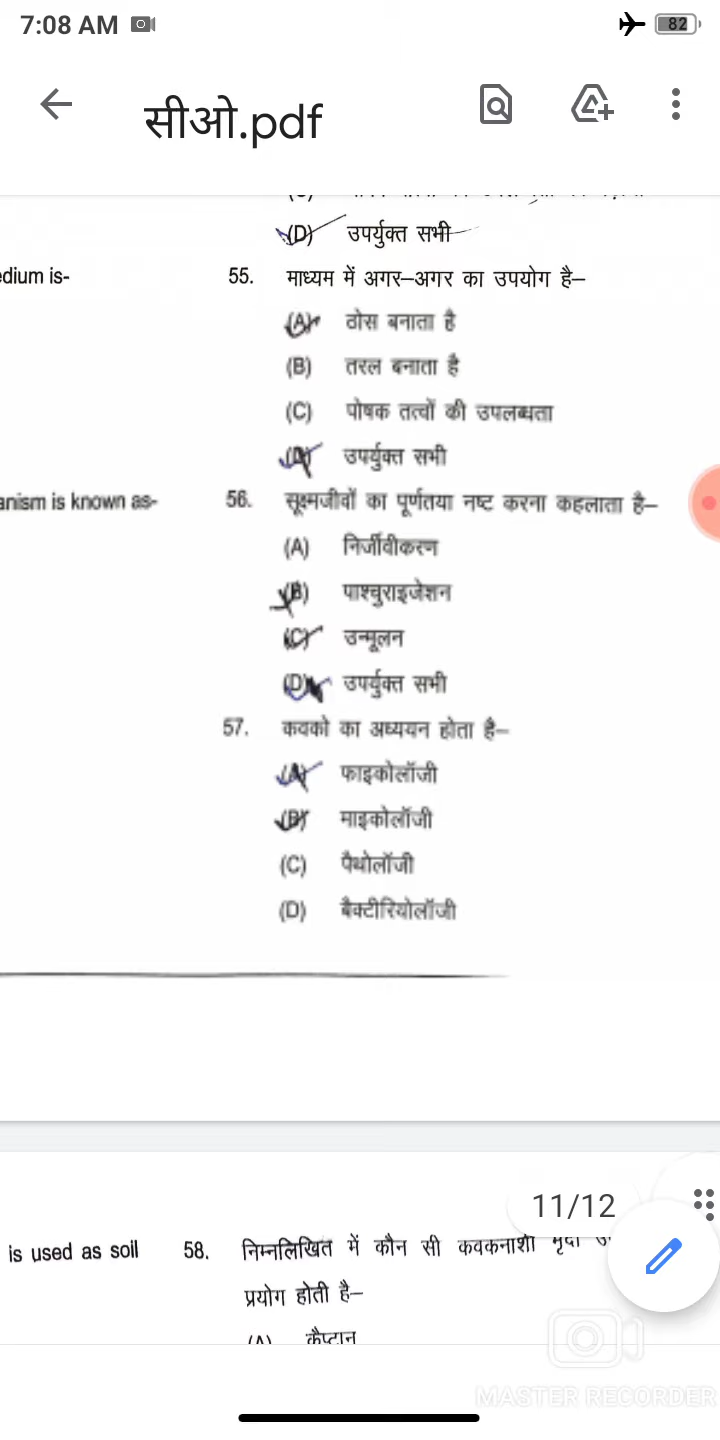 7:08 AM
82
सीओ.pdf
(D) उपर्युक्त सभी
edium is-
55. माध्यम में अगर–अगर का उपयोग है–
(A) ठोस बनाता है
(B) तरल बनाता है
(C) पोषक तत्वों की उपलब्धता
(D) उपर्युक्त सभी
anism is known as-
56. सूक्ष्मजीवों का पूर्णतया नष्ट करना कहलाता है–
(A) निर्जीवीकरण
(B) पाश्चुराइजेशन
(C) उन्मूलन
(D) उपर्युक्त सभी
57. कवको का अध्ययन होता है–
(A) फाइकोलॉजी
(B) माइकोलॉजी
(C) पैथोलॉजी
(D) बैक्टीरियोलॉजी
11/12
is used as soil
58. निम्नलिखित में कौन सी कवकनाशी मृदा
प्रयोग होती है–
(A) कैप्टान
MASTER RECORDER